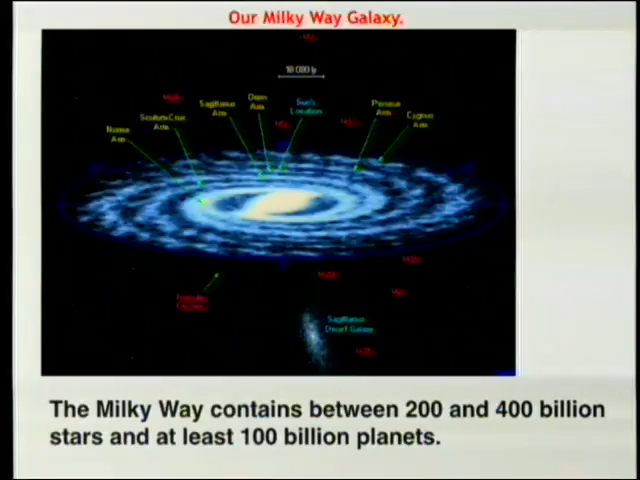 Our Milky Way Galaxy.
10 000 ly
Norma
Arm
Scutum-Crux
Arm
Sagittarius
Arm
Orion
Arm
Sun's
Location
Perseus
Arm
Cygnus
Arm
Globular
Clusters
Sagittarius
Dwarf Galaxy
The Milky Way contains between 200 and 400 billion
stars and at least 100 billion planets.